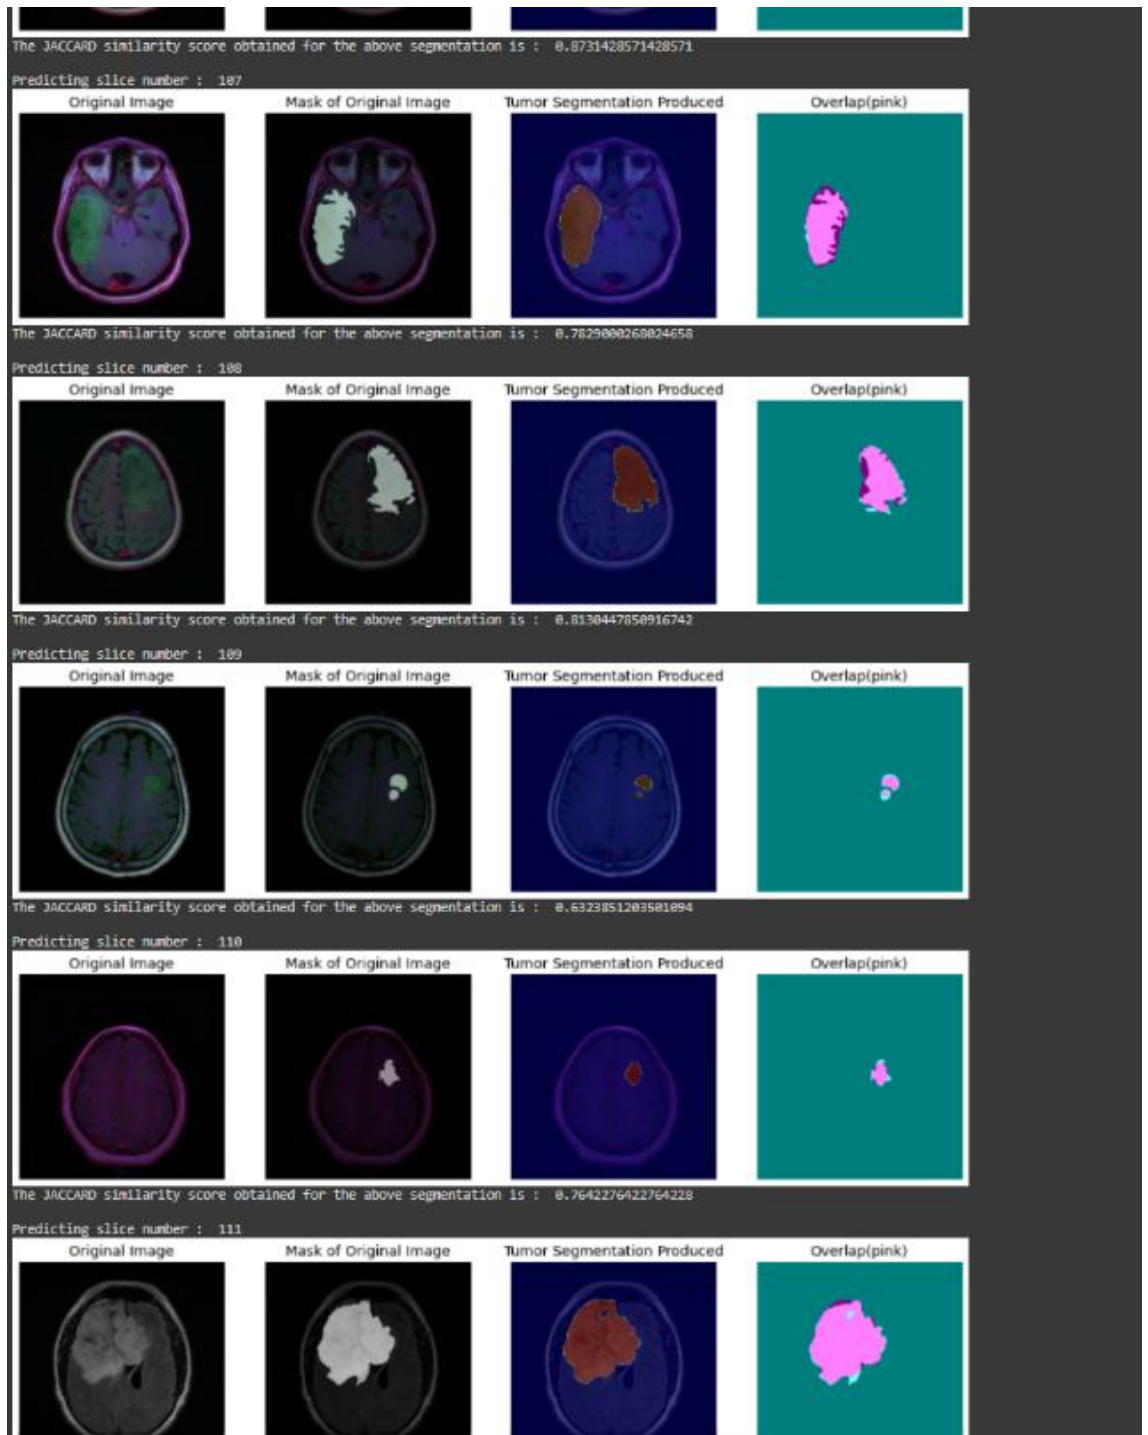 The JACCARD similarity score obtained for the above segmentation is : 0.8731428571428571
Predicting slice number : 107
Original Image Mask of Original Image Tumor Segmentation Produced Overlap(pink)
The JACCARD similarity score obtained for the above segmentation is : 0.7829000268024658
Predicting slice number : 108
Original Image Mask of Original Image Tumor Segmentation Produced Overlap(pink)
The JACCARD similarity score obtained for the above segmentation is : 0.8130447850916742
Predicting slice number : 109
Original Image Mask of Original Image Tumor Segmentation Produced Overlap(pink)
The JACCARD similarity score obtained for the above segmentation is : 0.6323851203501094
Predicting slice number : 110
Original Image Mask of Original Image Tumor Segmentation Produced Overlap(pink)
The JACCARD similarity score obtained for the above segmentation is : 0.7642276422764228
Predicting slice number : 111
Original Image Mask of Original Image Tumor Segmentation Produced Overlap(pink)